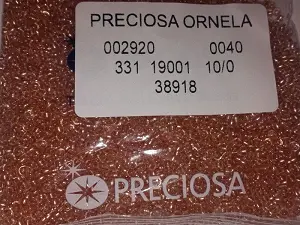 PRECIOSA ORNELA
002920 0040
331 19001 10/0
38918
PRECIOSA